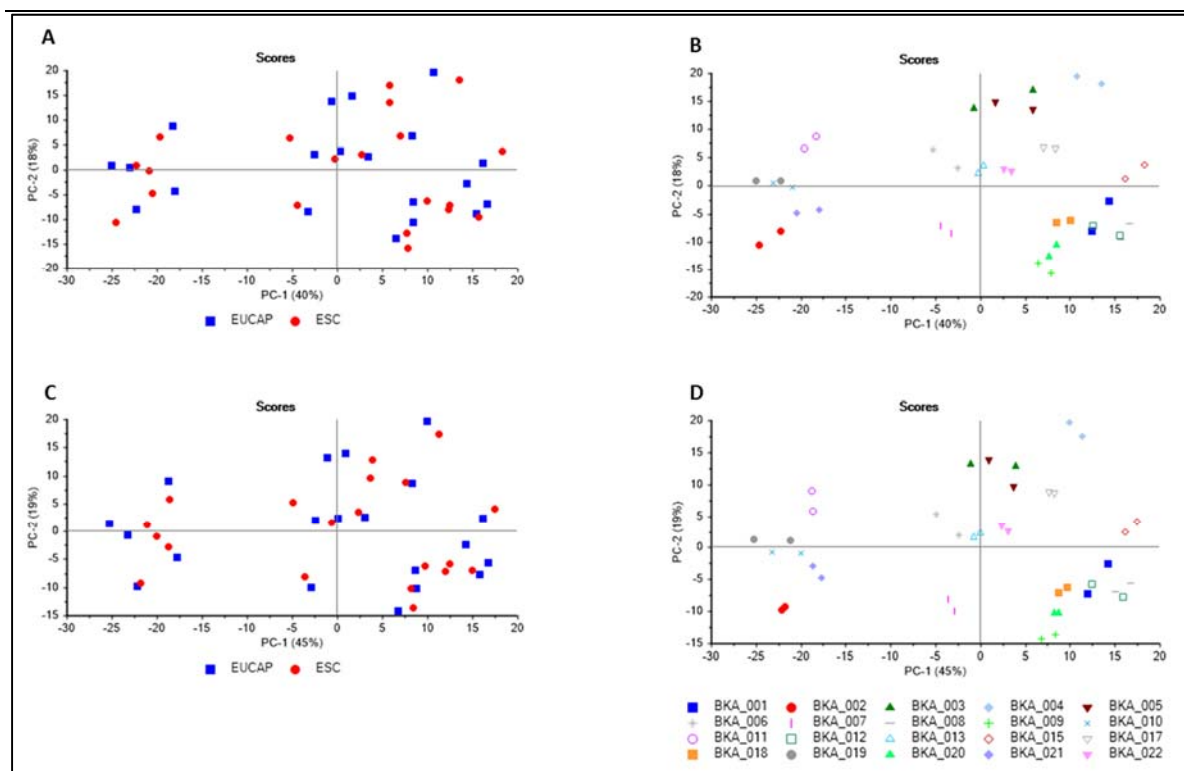 A
Scores
20
15
10
5
0
-5
-10
-15
-20
PC-2 (18%)
-30 -25 -20 -15 -10 -5 0 5 10 15 20
PC-1 (40%)
EUCAP ESC
B
Scores
20
15
10
5
0
-5
-10
-15
-20
PC-2 (18%)
-30 -25 -20 -15 -10 -5 0 5 10 15 20
PC-1 (40%)
C
Scores
20
15
10
5
0
-5
-10
-15
PC-2 (19%)
-30 -25 -20 -15 -10 -5 0 5 10 15 20
PC-1 (45%)
EUCAP ESC
D
Scores
20
15
10
5
0
-5
-10
-15
PC-2 (19%)
-30 -25 -20 -15 -10 -5 0 5 10 15 20
PC-1 (45%)
BKA_001 BKA_002 BKA_003 BKA_004 BKA_005
BKA_006 BKA_007 BKA_008 BKA_009 BKA_010
BKA_011 BKA_012 BKA_013 BKA_015 BKA_017
BKA_018 BKA_019 BKA_020 BKA_021 BKA_022